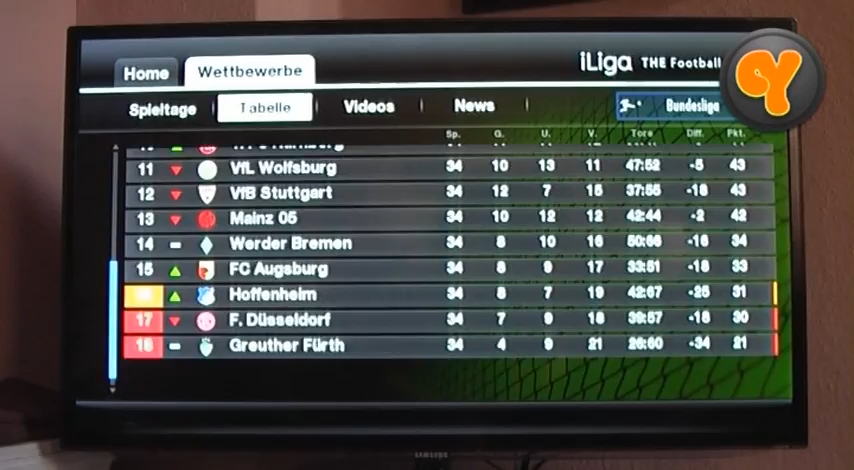 Home Wettbewerbe iLiga THE Football
Spieltage Tabelle Videos News Bundesliga
Sp. G. U. V. Tore Diff. Pkt.
11 VfL Wolfsburg 34 10 13 11 47:52 -5 43
12 VfB Stuttgart 34 12 7 15 37:55 -18 43
13 Mainz 05 34 10 12 12 42:44 -2 42
14 Werder Bremen 34 8 10 16 50:66 -16 34
15 FC Augsburg 34 8 9 17 33:51 -18 33
16 Hoffenheim 34 8 7 19 42:67 -25 31
17 F. Düsseldorf 34 7 9 18 39:57 -18 30
18 Greuther Fürth 34 4 9 21 26:60 -34 21
SAMSUNG